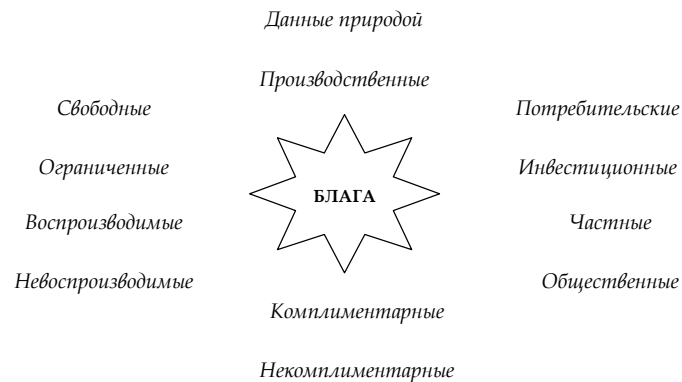 Данные природой
Производственные
Свободные
Потребительские
Ограниченные
Инвестиционные
БЛАГА
Воспроизводимые
Частные
Невоспроизводимые
Общественные
Комплиментарные
Некомплиментарные